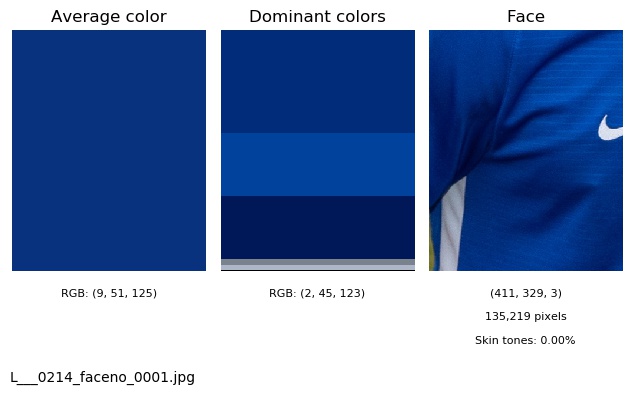 Average color
Dominant colors
Face
RGB: (9, 51, 125)
RGB: (2, 45, 123)
(411, 329, 3)
135,219 pixels
Skin tones: 0.00%
L___0214_faceno_0001.jpg